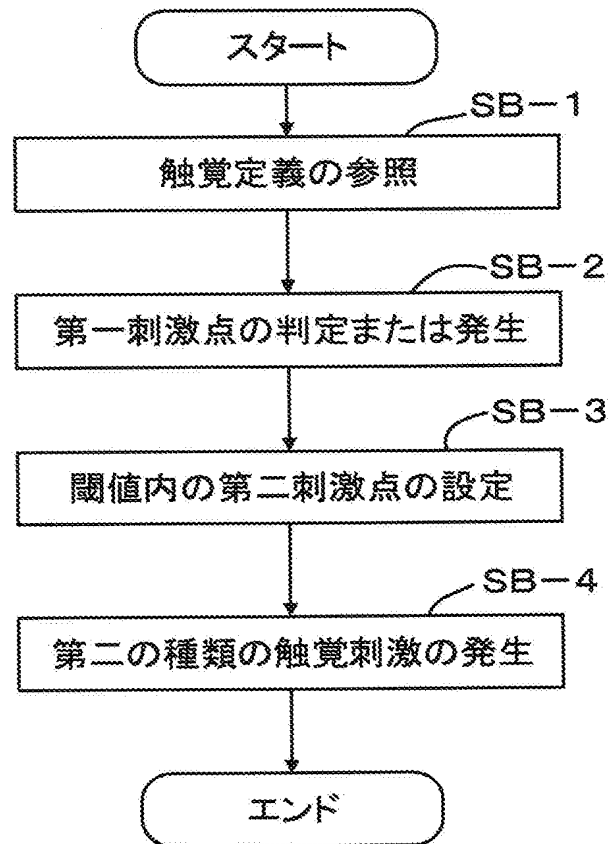 スタート
SB-1
触覚定義の参照
SB-2
第一刺激点の判定または発生
SB-3
閾値内の第二刺激点の設定
SB-4
第二の種類の触覚刺激の発生
エンド